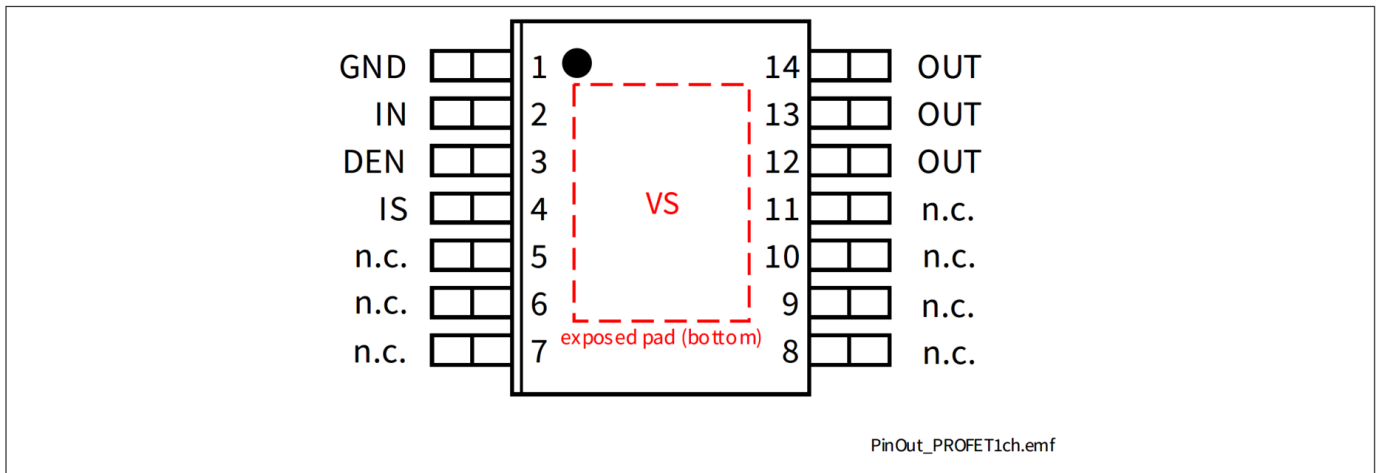 GND 1 14 OUT
IN 2 13 OUT
DEN 3 12 OUT
IS 4 VS 11 n.c.
n.c. 5 10 n.c.
n.c. 6 9 n.c.
exposed pad (bottom)
n.c. 7 8 n.c.
PinOut_PROFET1ch.emf